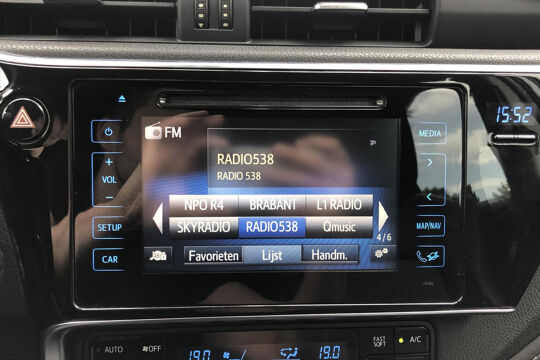 15:52
FM
MEDIA
RADIO538
RADIO 538
+
VOL
-
NPO R4 BRABANT L1 RADIO
SKYRADIO RADIO538 Qmusic
4/6
SETUP
MAP/NAV
CAR
Favorieten Lijst Handm.
AUTO OFF 19.0 19.0 FAST SOFT A/C